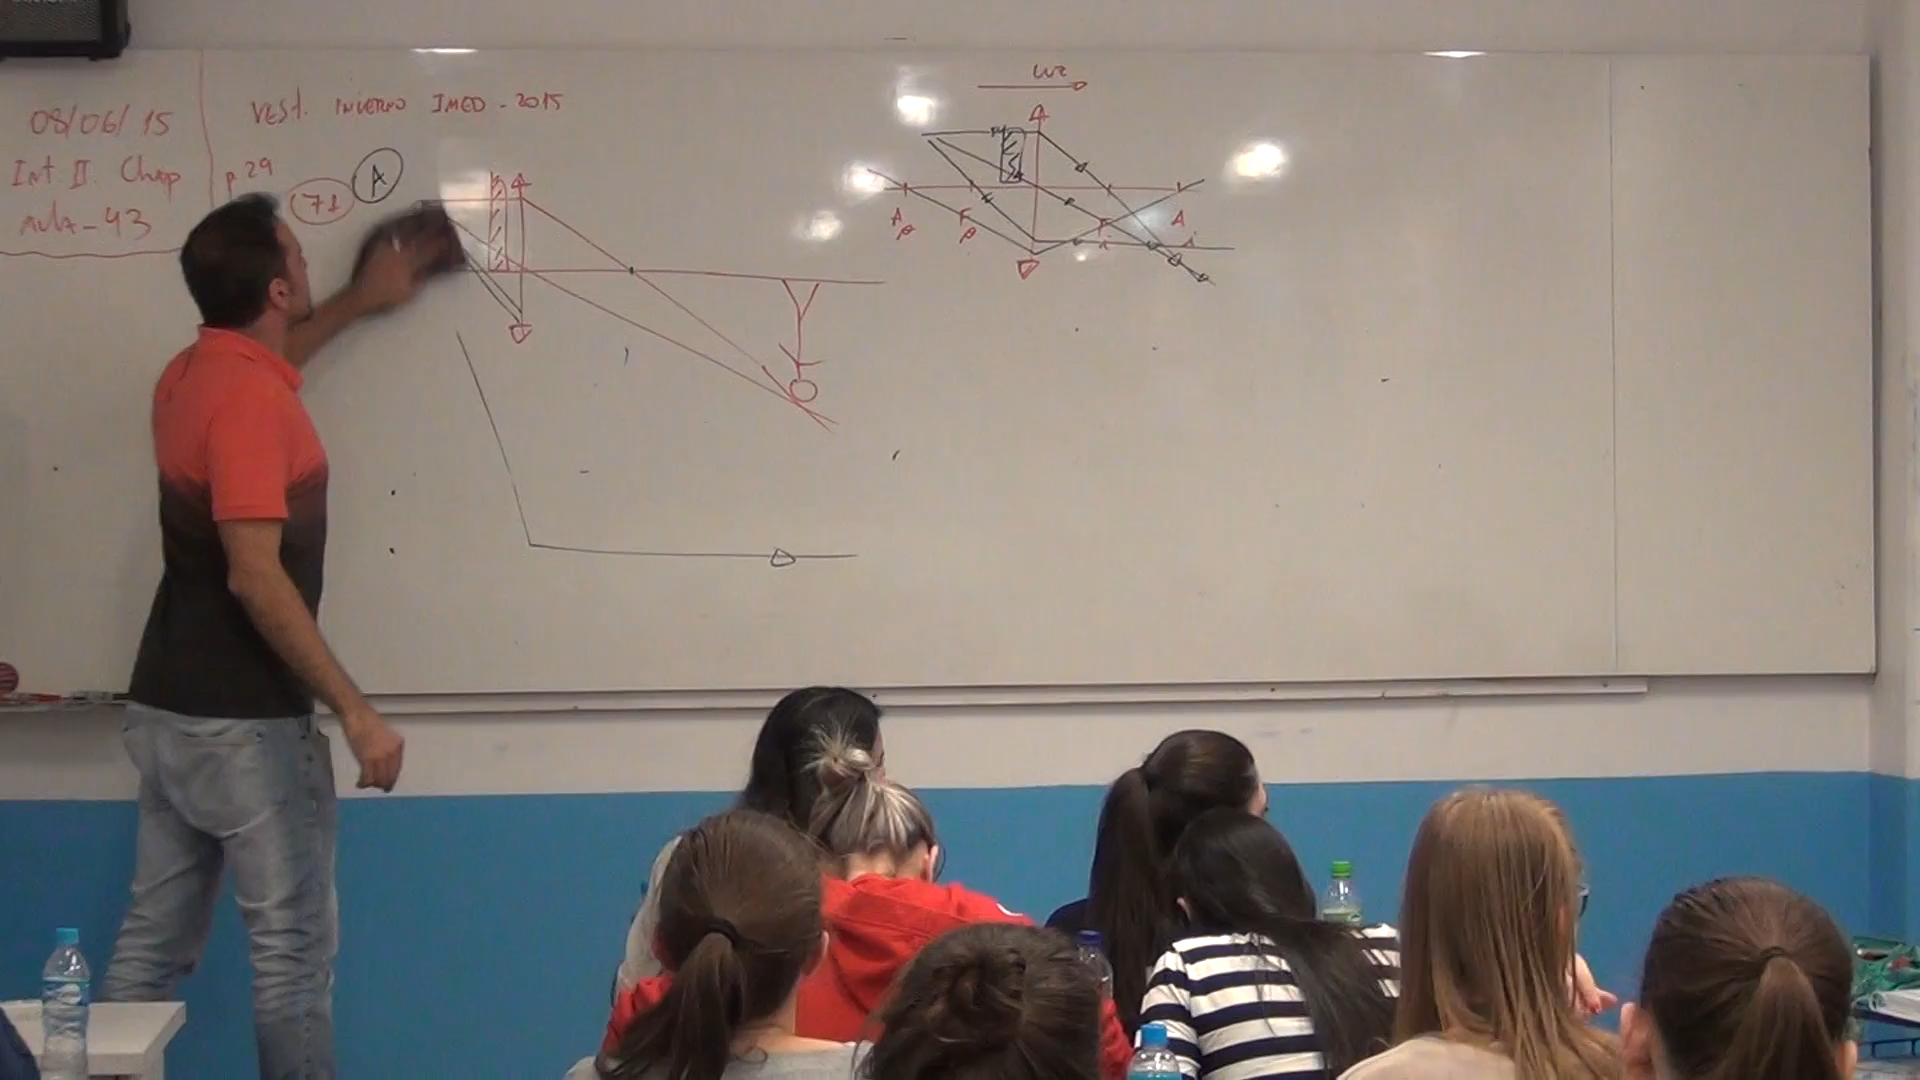 08/06/15
Int. II. Chap
aula - 43
VEST. INVERNO IMED - 2015
p. 29
71
A
luz
A
F
F
A
i
i